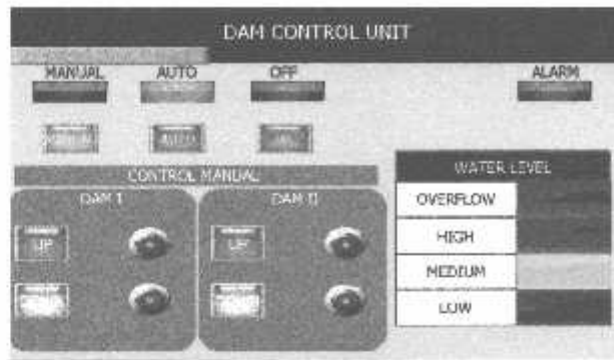 DAM CONTROL UNIT
MANUAL AUTO OFF ALARM
AUTO
CONTROL MANUAL
DAM I DAM II
UP UP
WATER LEVEL
OVERFLOW
HIGH
MEDIUM
LOW